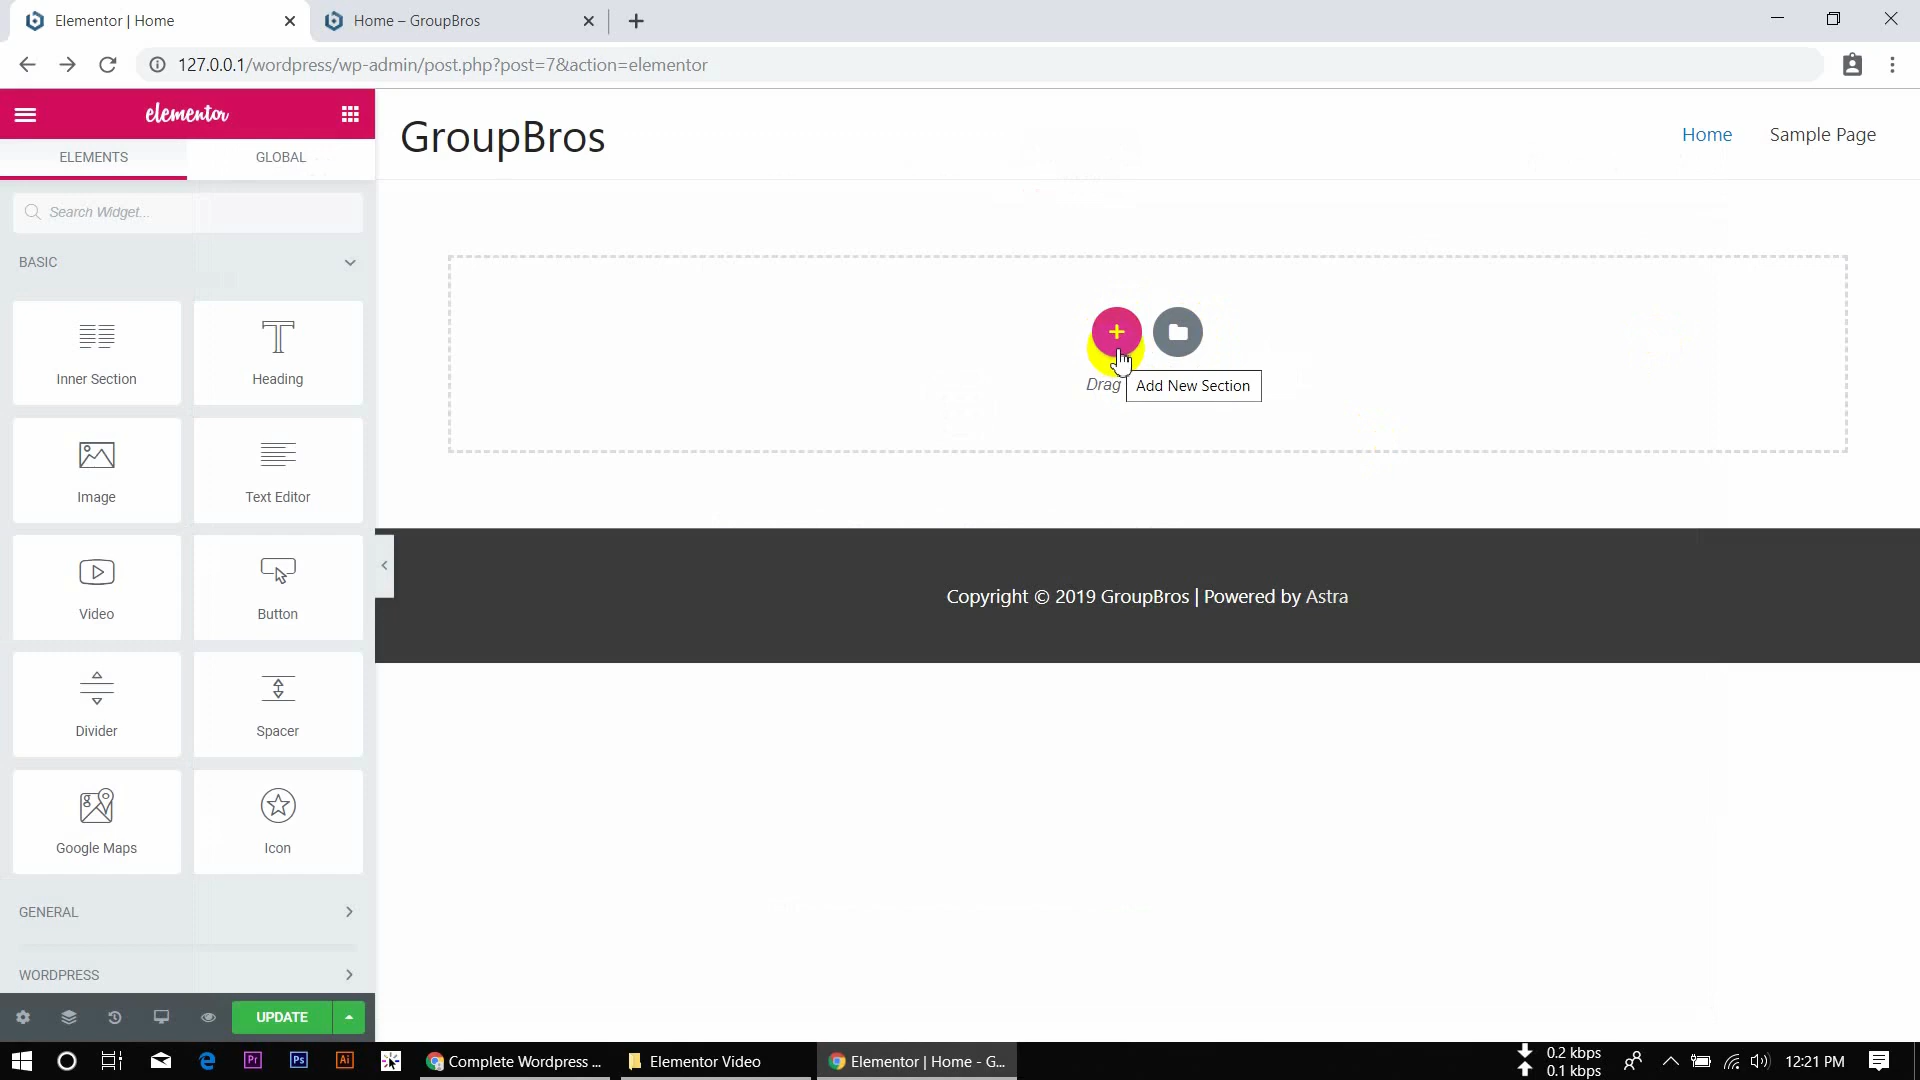 Elementor | Home
Home – GroupBros
127.0.0.1/wordpress/wp-admin/post.php?post=7&action=elementor
elementor
ELEMENTS
GLOBAL
Search Widget...
BASIC
Inner Section
Heading
Image
Text Editor
Video
Button
Divider
Spacer
Google Maps
Icon
GENERAL
WORDPRESS
UPDATE
GroupBros
Home
Sample Page
Drag
Add New Section
Copyright © 2019 GroupBros | Powered by Astra
Pr
Ps
Ai
Complete Wordpress ...
Elementor Video
Elementor | Home - G...
0.2 kbps
0.1 kbps
12:21 PM